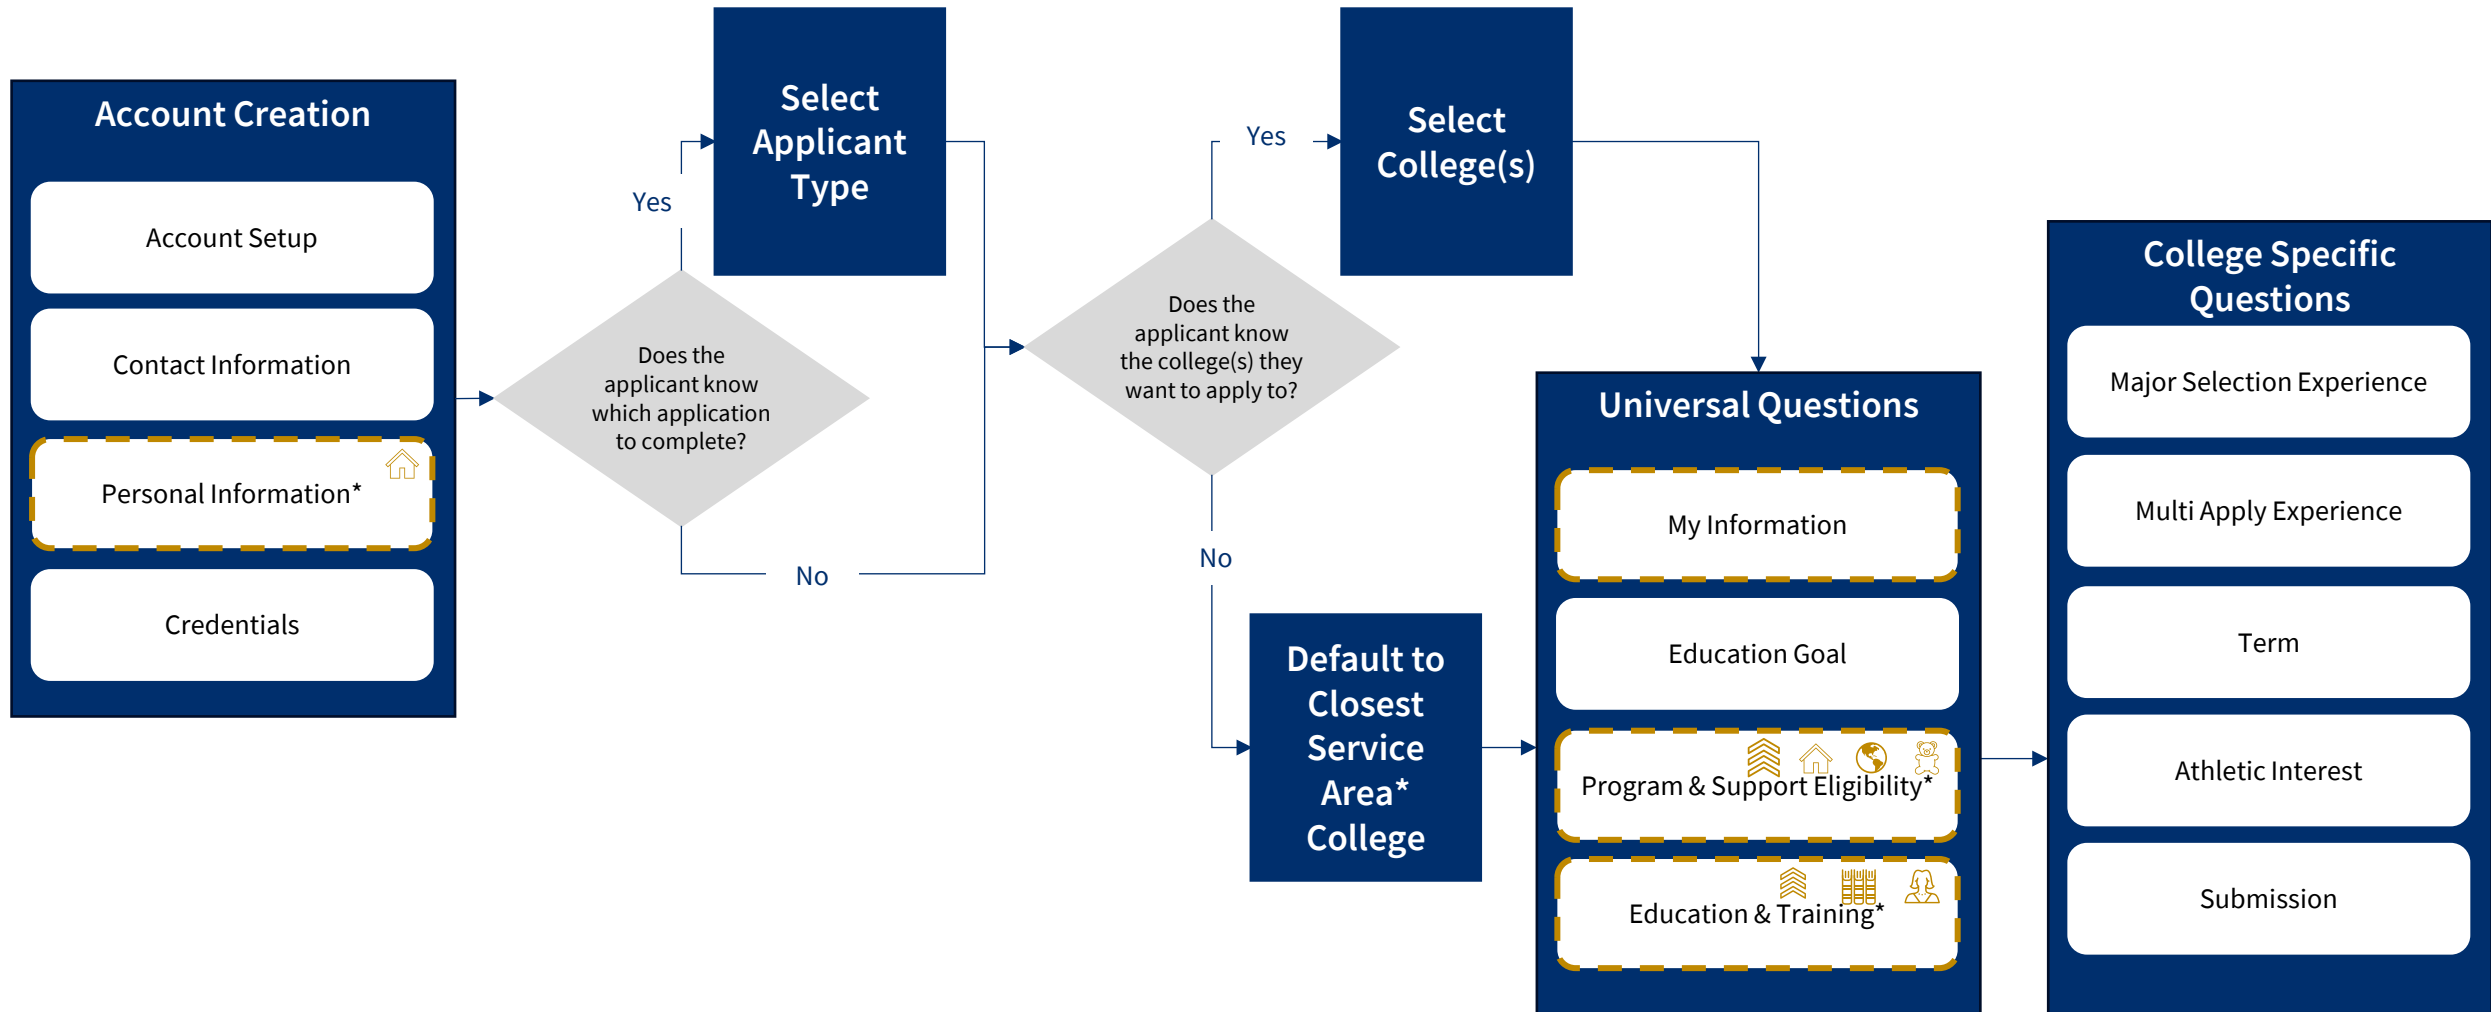 Account Creation
Account Setup
Contact Information
Personal Information*
Credentials
Does the
applicant know
which application
to complete?
Yes
No
Select
Applicant
Type
Does the
applicant know
the college(s) they
want to apply to?
Yes
No
Select
College(s)
Default to
Closest
Service
Area*
College
Universal Questions
My Information
Education Goal
Program & Support Eligibility*
Education & Training*
College Specific
Questions
Major Selection Experience
Multi Apply Experience
Term
Athletic Interest
Submission